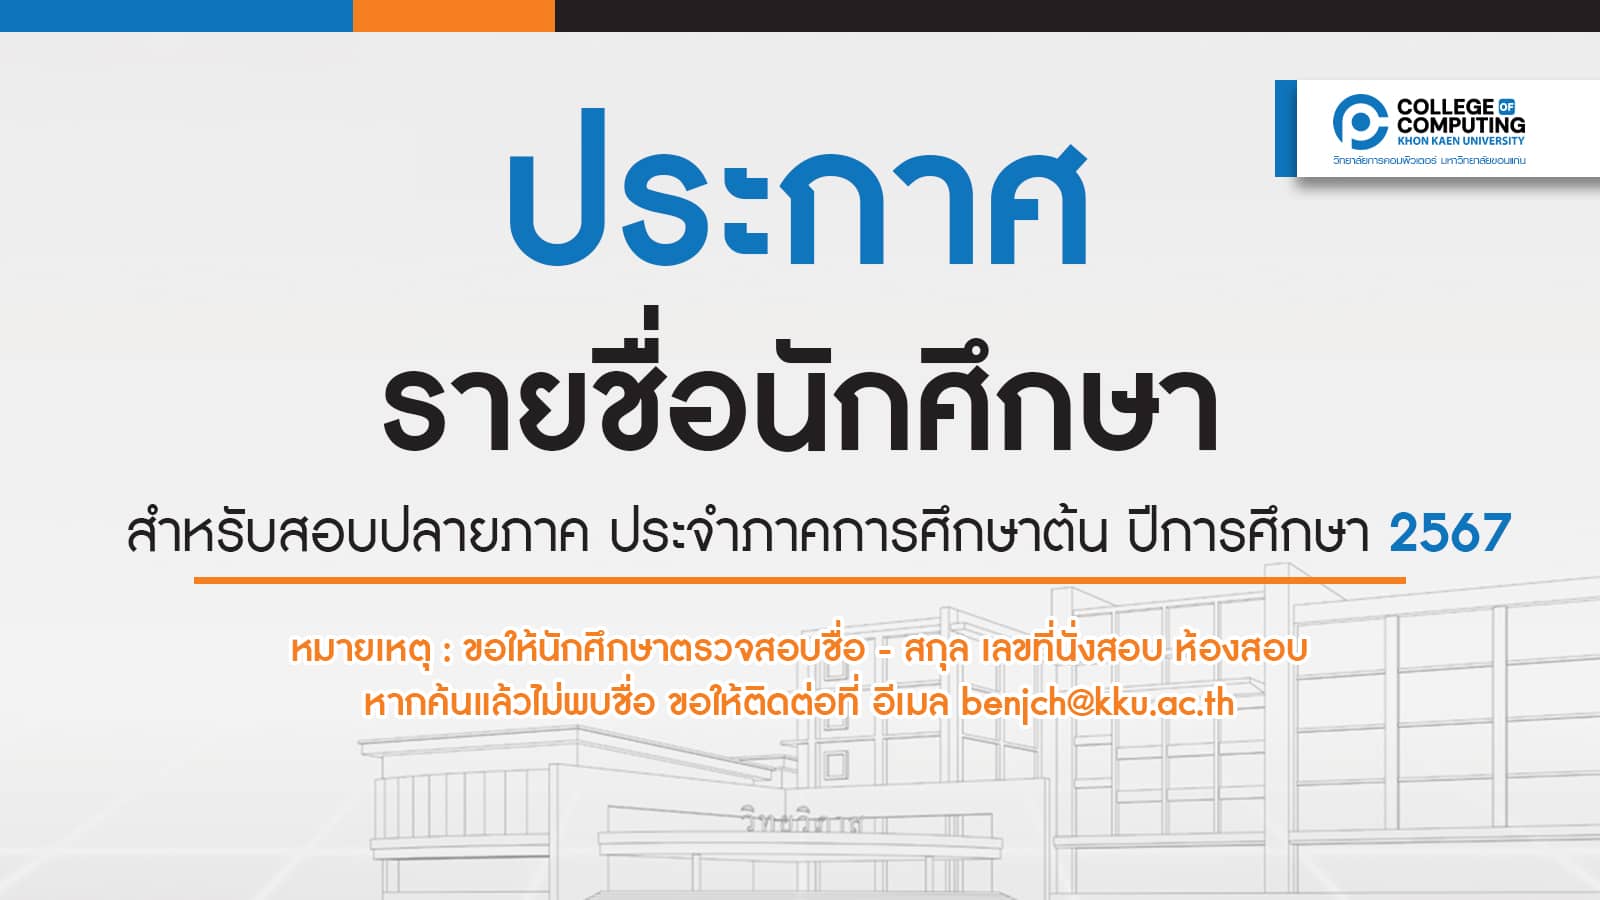 COLLEGE OF
COMPUTING
KHON KAEN UNIVERSITY
วิทยาลัยการคอมพิวเตอร์ มหาวิทยาลัยขอนแก่น
ประกาศ
รายชื่อนักศึกษา
สำหรับสอบปลายภาค ประจำภาคการศึกษาต้น ปีการศึกษา 2567
หมายเหตุ : ขอให้นักศึกษาตรวจสอบชื่อ - สกุล เลขที่นั่งสอบ ห้องสอบ
หากค้นแล้วไม่พบชื่อ ขอให้ติดต่อที่ อีเมล benjch@kku.ac.th
วิทยวิภาส